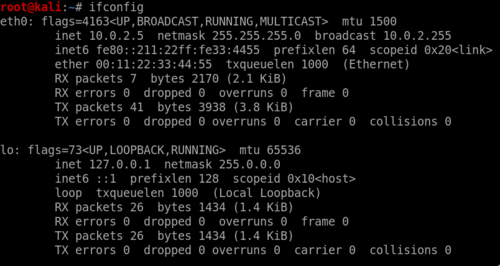 root@kali:~# ifconfig
eth0: flags=4163<UP,BROADCAST,RUNNING,MULTICAST>  mtu 1500
        inet 10.0.2.5  netmask 255.255.255.0  broadcast 10.0.2.255
        inet6 fe80::211:22ff:fe33:4455  prefixlen 64  scopeid 0x20<link>
        ether 00:11:22:33:44:55  txqueuelen 1000  (Ethernet)
        RX packets 7  bytes 2170 (2.1 KiB)
        RX errors 0  dropped 0  overruns 0  frame 0
        TX packets 41  bytes 3938 (3.8 KiB)
        TX errors 0  dropped 0 overruns 0  carrier 0  collisions 0

lo: flags=73<UP,LOOPBACK,RUNNING>  mtu 65536
        inet 127.0.0.1  netmask 255.0.0.0
        inet6 ::1  prefixlen 128  scopeid 0x10<host>
        loop  txqueuelen 1000  (Local Loopback)
        RX packets 26  bytes 1434 (1.4 KiB)
        RX errors 0  dropped 0  overruns 0  frame 0
        TX packets 26  bytes 1434 (1.4 KiB)
        TX errors 0  dropped 0 overruns 0  carrier 0  collisions 0